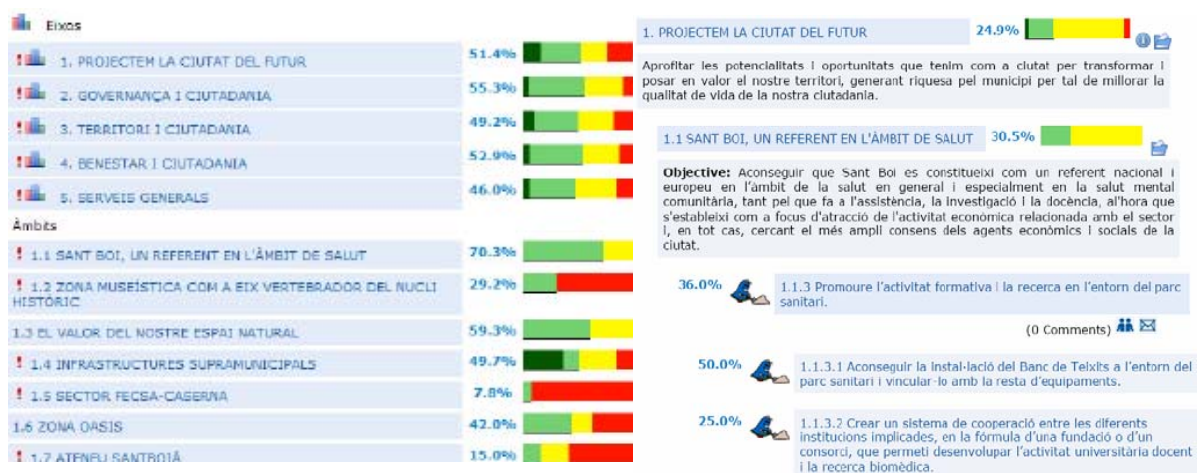 Eixos
1. PROJECTEM LA CIUTAT DEL FUTUR 51.4%
2. GOVERNANÇA I CIUTADANIA 55.3%
3. TERRITORI I CIUTADANIA 49.2%
4. BENESTAR I CIUTADANIA 52.9%
5. SERVEIS GENERALS 46.0%
Àmbits
1.1 SANT BOI, UN REFERENT EN L'ÀMBIT DE SALUT 70.3%
1.2 ZONA MUSEÍSTICA COM A EIX VERTEBRADOR DEL NUCLI 29.2%
HISTÒRIC
1.3 EL VALOR DEL NOSTRE ESPAI NATURAL 59.3%
1.4 INFRASTRUCTURES SUPRAMUNICIPALS 49.7%
1.5 SECTOR FECSA-CASERNA 7.8%
1.6 ZONA OASIS 42.0%
1.7 ATENEU SANTBOIÀ 15.0%
1. PROJECTEM LA CIUTAT DEL FUTUR 24.9%
Aprofitar les potencialitats i oportunitats que tenim com a ciutat per transformar i
posar en valor el nostre territori, generant riquesa pel municipi per tal de millorar la
qualitat de vida de la nostra ciutadania.
1.1 SANT BOI, UN REFERENT EN L'ÀMBIT DE SALUT 30.5%
Objective: Aconseguir que Sant Boi es constitueixi com un referent nacional i
europeu en l'àmbit de la salut en general i especialment en la salut mental
comunitària, tant pel que fa a l'assistència, la investigació i la docència, al'hora que
s'estableixi com a focus d'atracció de l'activitat econòmica relacionada amb el sector
i, en tot cas, cercant el més ampli consens dels agents econòmics i socials de la
ciutat.
36.0% 1.1.3 Promoure l'activitat formativa i la recerca en l'entorn del parc
sanitari.
(0 Comments)
50.0% 1.1.3.1 Aconseguir la instal·lació del Banc de Teixits a l'entorn del
parc sanitari i vincular-lo amb la resta d'equipaments.
25.0% 1.1.3.2 Crear un sistema de cooperació entre les diferents
institucions implicades, en la fórmula d'una fundació o d'un
consorci, que permeti desenvolupar l'activitat universitària docent
i la recerca biomèdica.